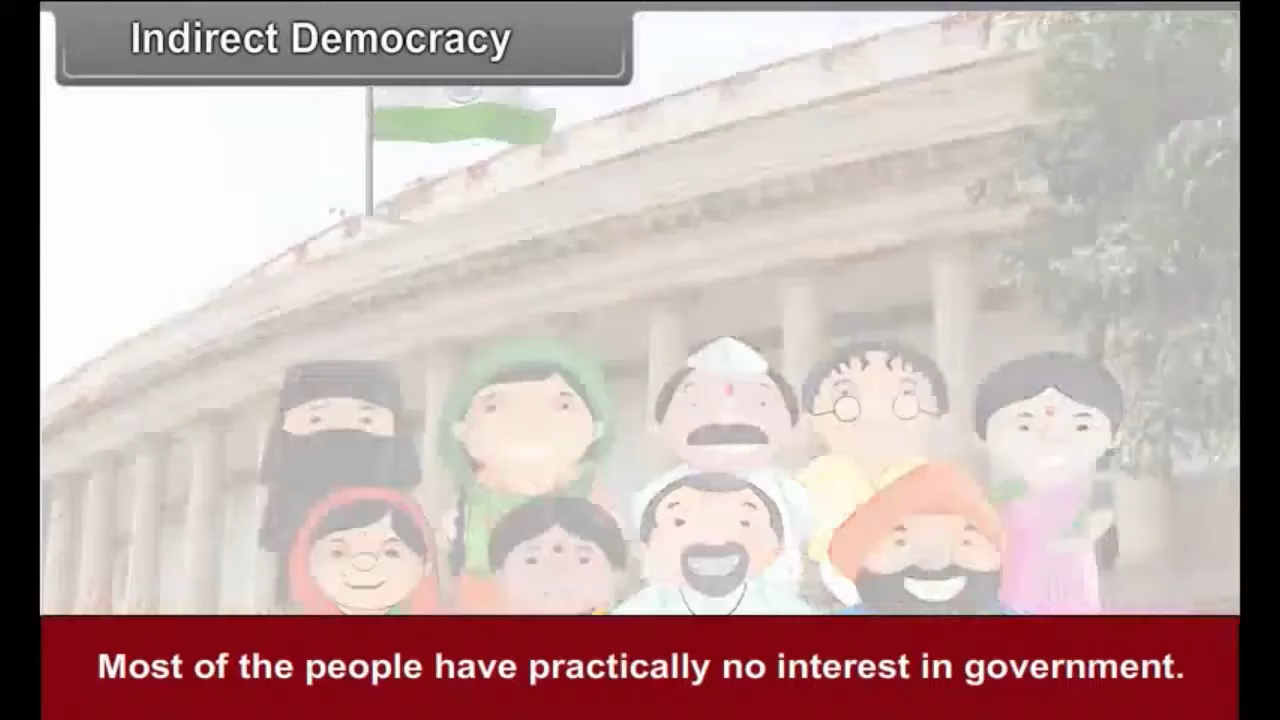 Indirect Democracy
Most of the people have practically no interest in government.